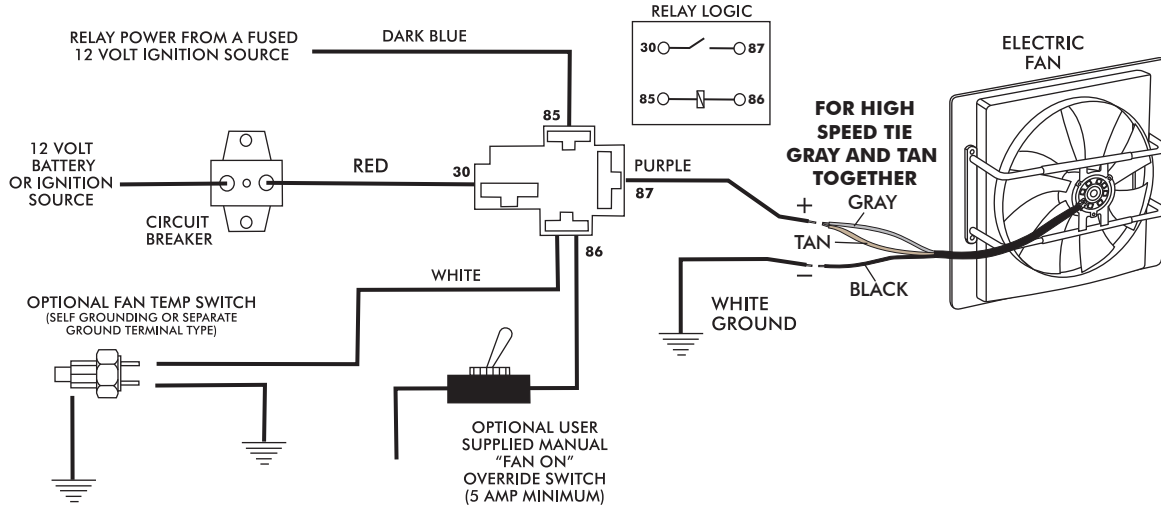 RELAY LOGIC
30
87
85
86
RELAY POWER FROM A FUSED
12 VOLT IGNITION SOURCE
DARK BLUE
ELECTRIC
FAN
85
FOR HIGH
SPEED TIE
GRAY AND TAN
TOGETHER
12 VOLT
BATTERY
OR IGNITION
SOURCE
RED
30
PURPLE
87
CIRCUIT
BREAKER
+
GRAY
TAN
86
WHITE
–
BLACK
OPTIONAL FAN TEMP SWITCH
(SELF GROUNDING OR SEPARATE
GROUND TERMINAL TYPE)
WHITE
GROUND
OPTIONAL USER
SUPPLIED MANUAL
“FAN ON”
OVERRIDE SWITCH
(5 AMP MINIMUM)